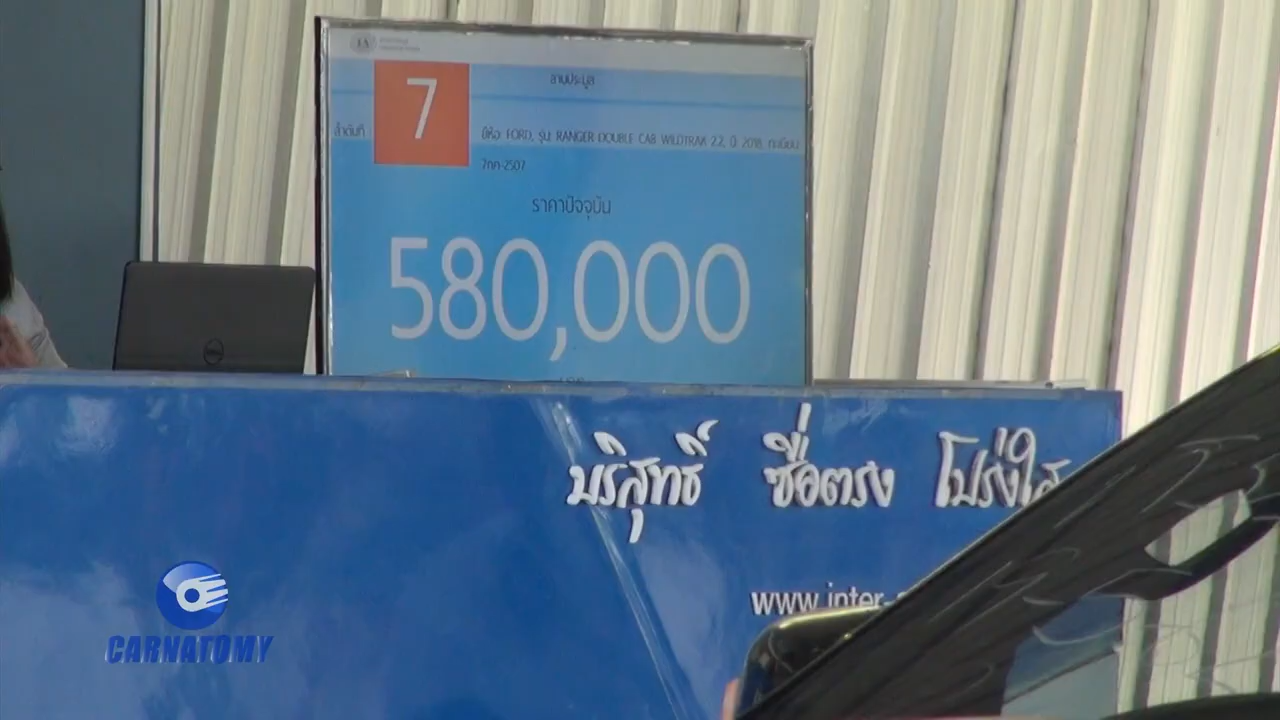 ลานประมูล
ลำดับที่
7
ยี่ห้อ: FORD, รุ่น: RANGER DOUBLE CAB WILDTRAK 2.2, ปี: 2018, ทะเบียน:
7กค-2507
ราคาปัจจุบัน
580,000
DELL
บริสุทธิ์ ซื่อตรง โปร่งใส
www.inter-
CARNATOMY